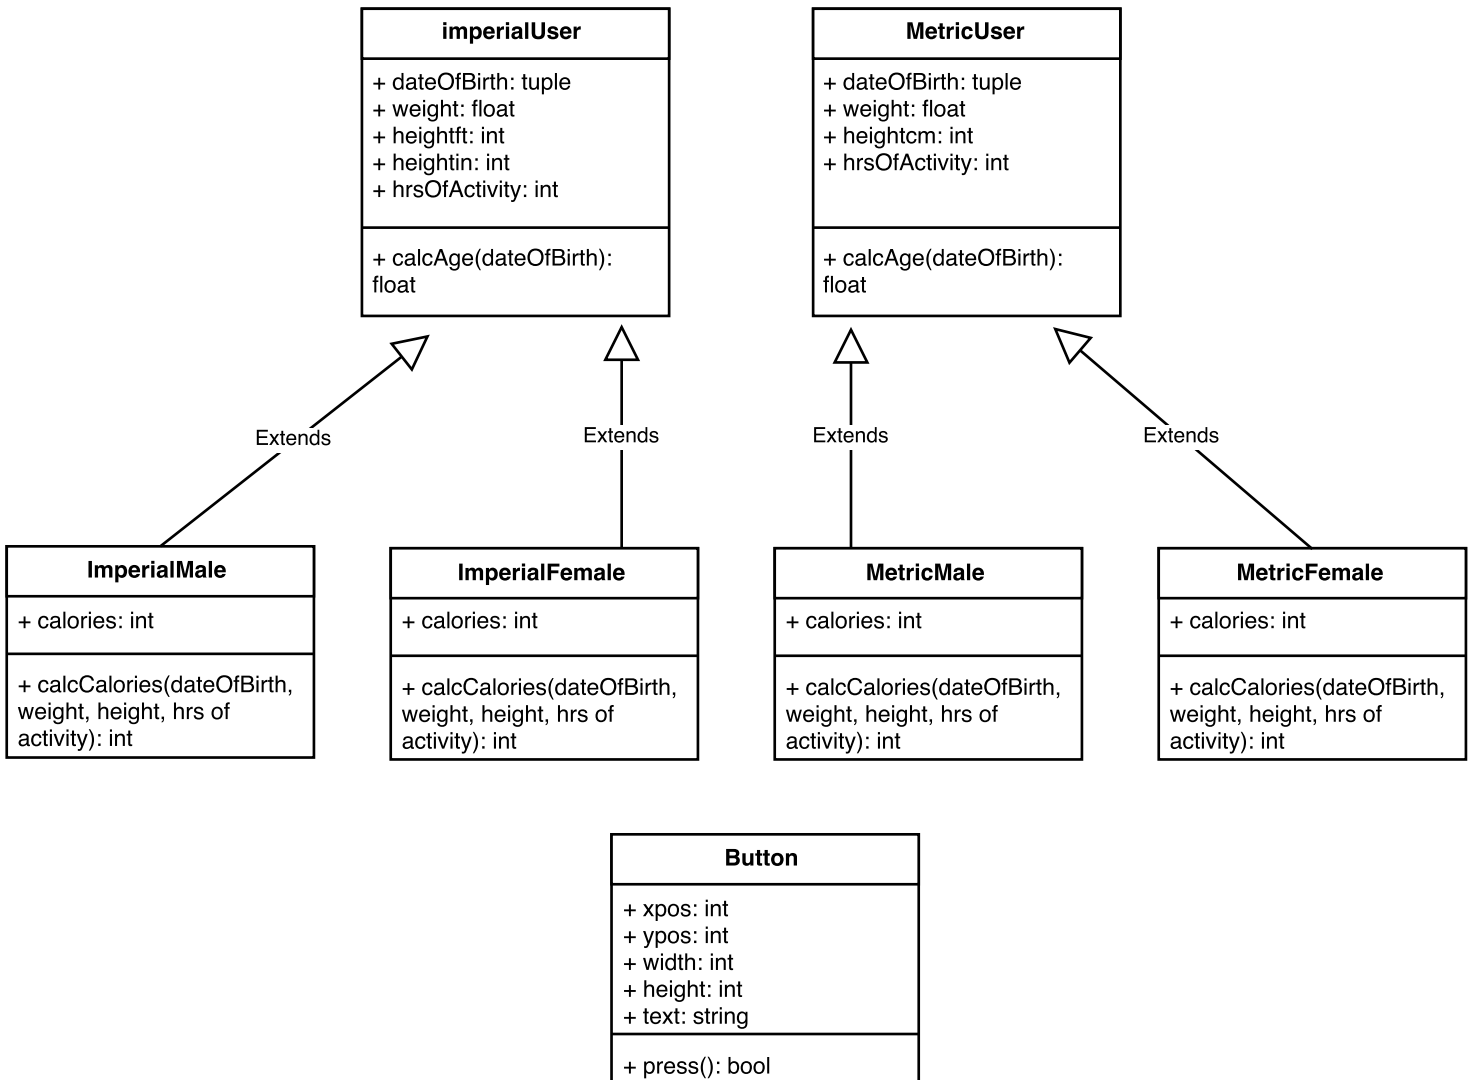 imperialUser
+ dateOfBirth: tuple
+ weight: float
+ heightft: int
+ heightin: int
+ hrsOfActivity: int
+ calcAge(dateOfBirth):
float
MetricUser
+ dateOfBirth: tuple
+ weight: float
+ heightcm: int
+ hrsOfActivity: int
+ calcAge(dateOfBirth):
float
Extends
Extends
Extends
Extends
ImperialMale
+ calories: int
+ calcCalories(dateOfBirth,
weight, height, hrs of
activity): int
ImperialFemale
+ calories: int
+ calcCalories(dateOfBirth,
weight, height, hrs of
activity): int
MetricMale
+ calories: int
+ calcCalories(dateOfBirth,
weight, height, hrs of
activity): int
MetricFemale
+ calories: int
+ calcCalories(dateOfBirth,
weight, height, hrs of
activity): int
Button
+ xpos: int
+ ypos: int
+ width: int
+ height: int
+ text: string
+ press(): bool